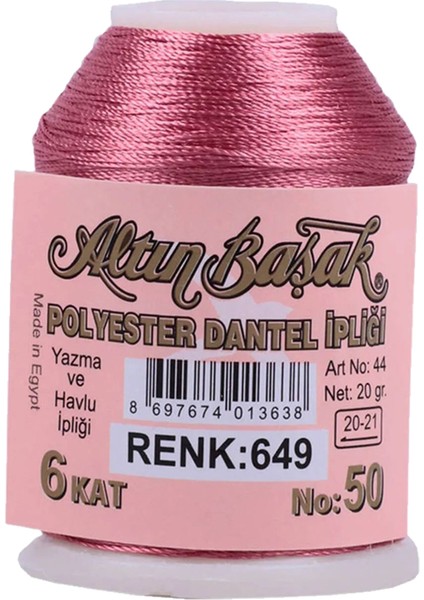 Altın Başak®
POLYESTER DANTEL İPLİĞİ
Made in Egypt
Yazma
ve
Havlu
İpliği
8 697674 013638
RENK:649
Art No: 44
Net: 20 gr.
20-21
6 KAT
No:50